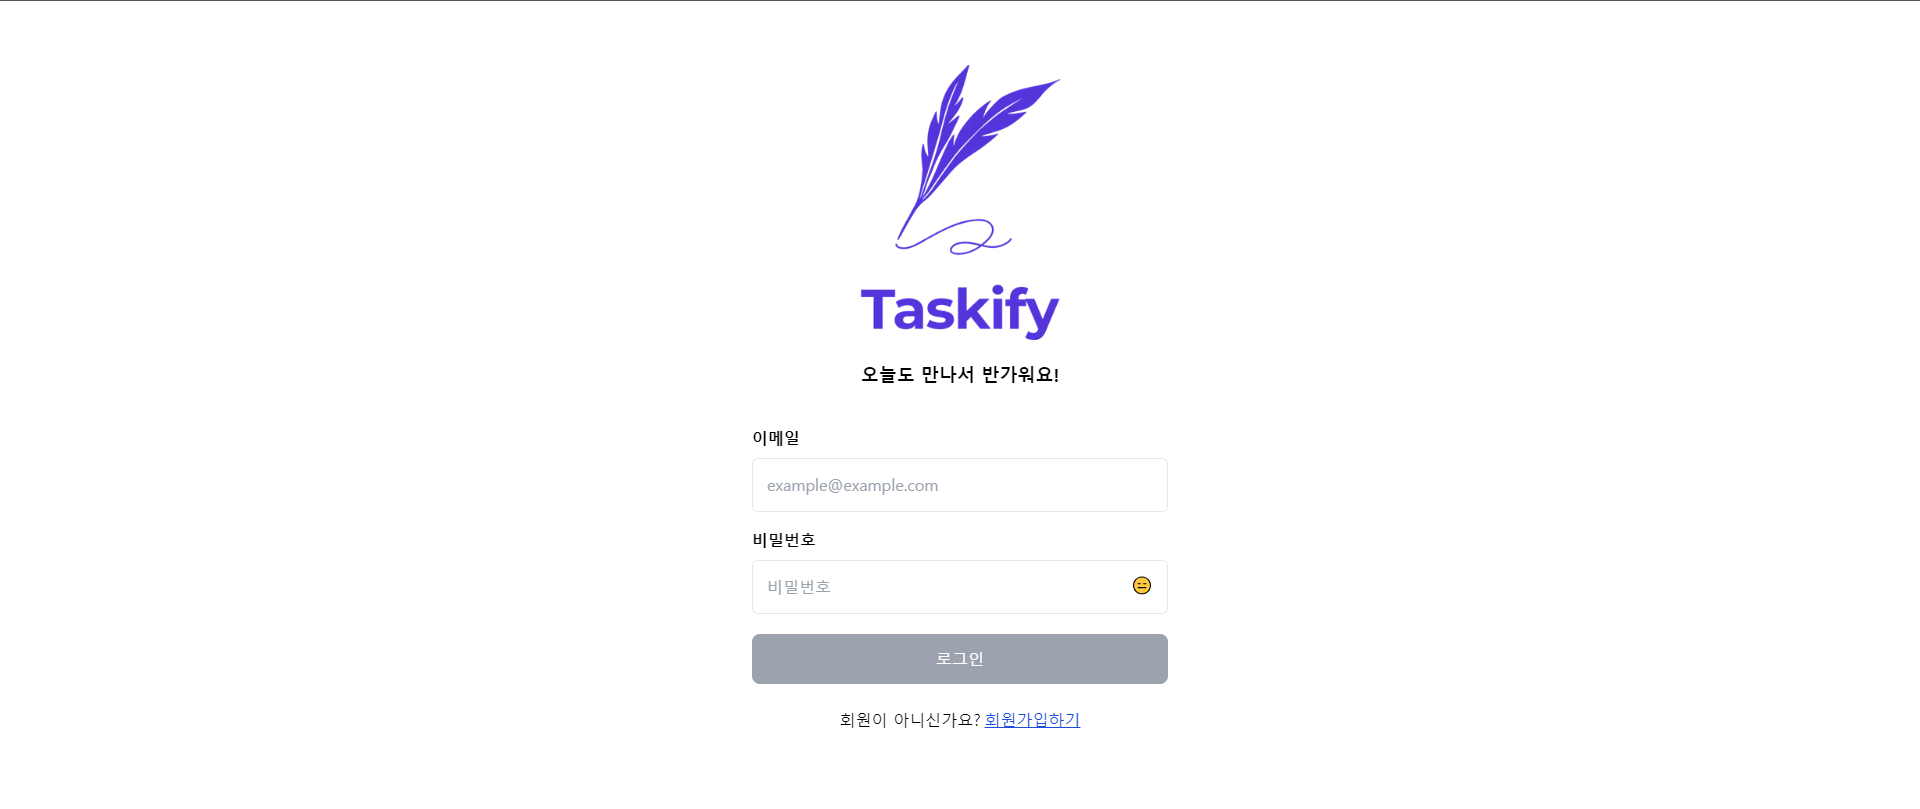 Taskify
오늘도 만나서 반가워요!
이메일
example@example.com
비밀번호
비밀번호
로그인
회원이 아니신가요? 회원가입하기